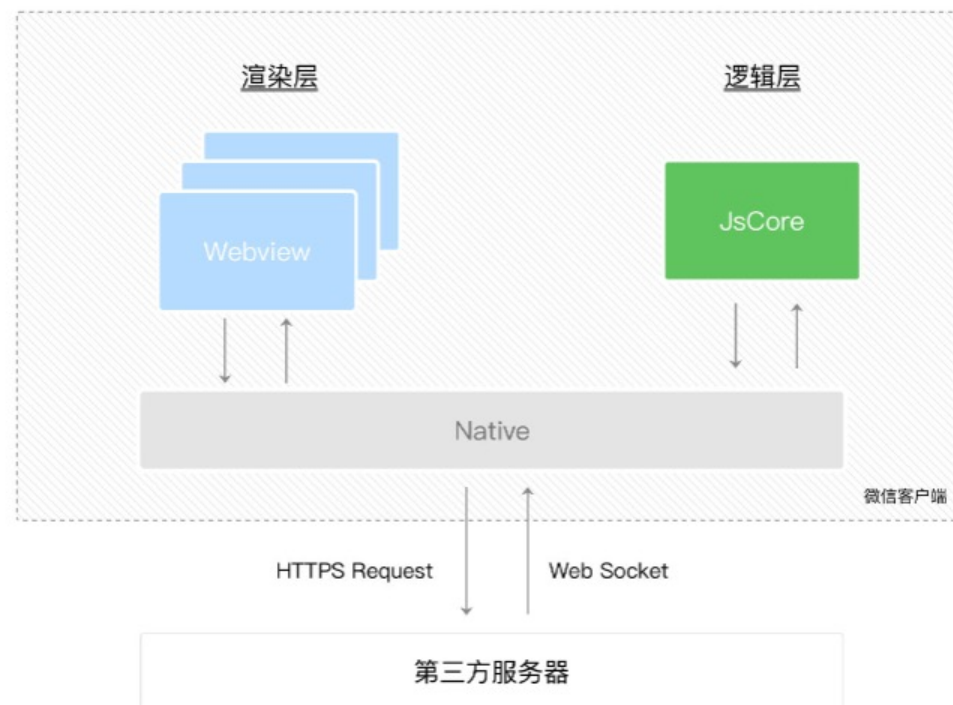 渲染层
逻辑层
Webview
JsCore
Native
微信客户端
HTTPS Request
Web Socket
第三方服务器